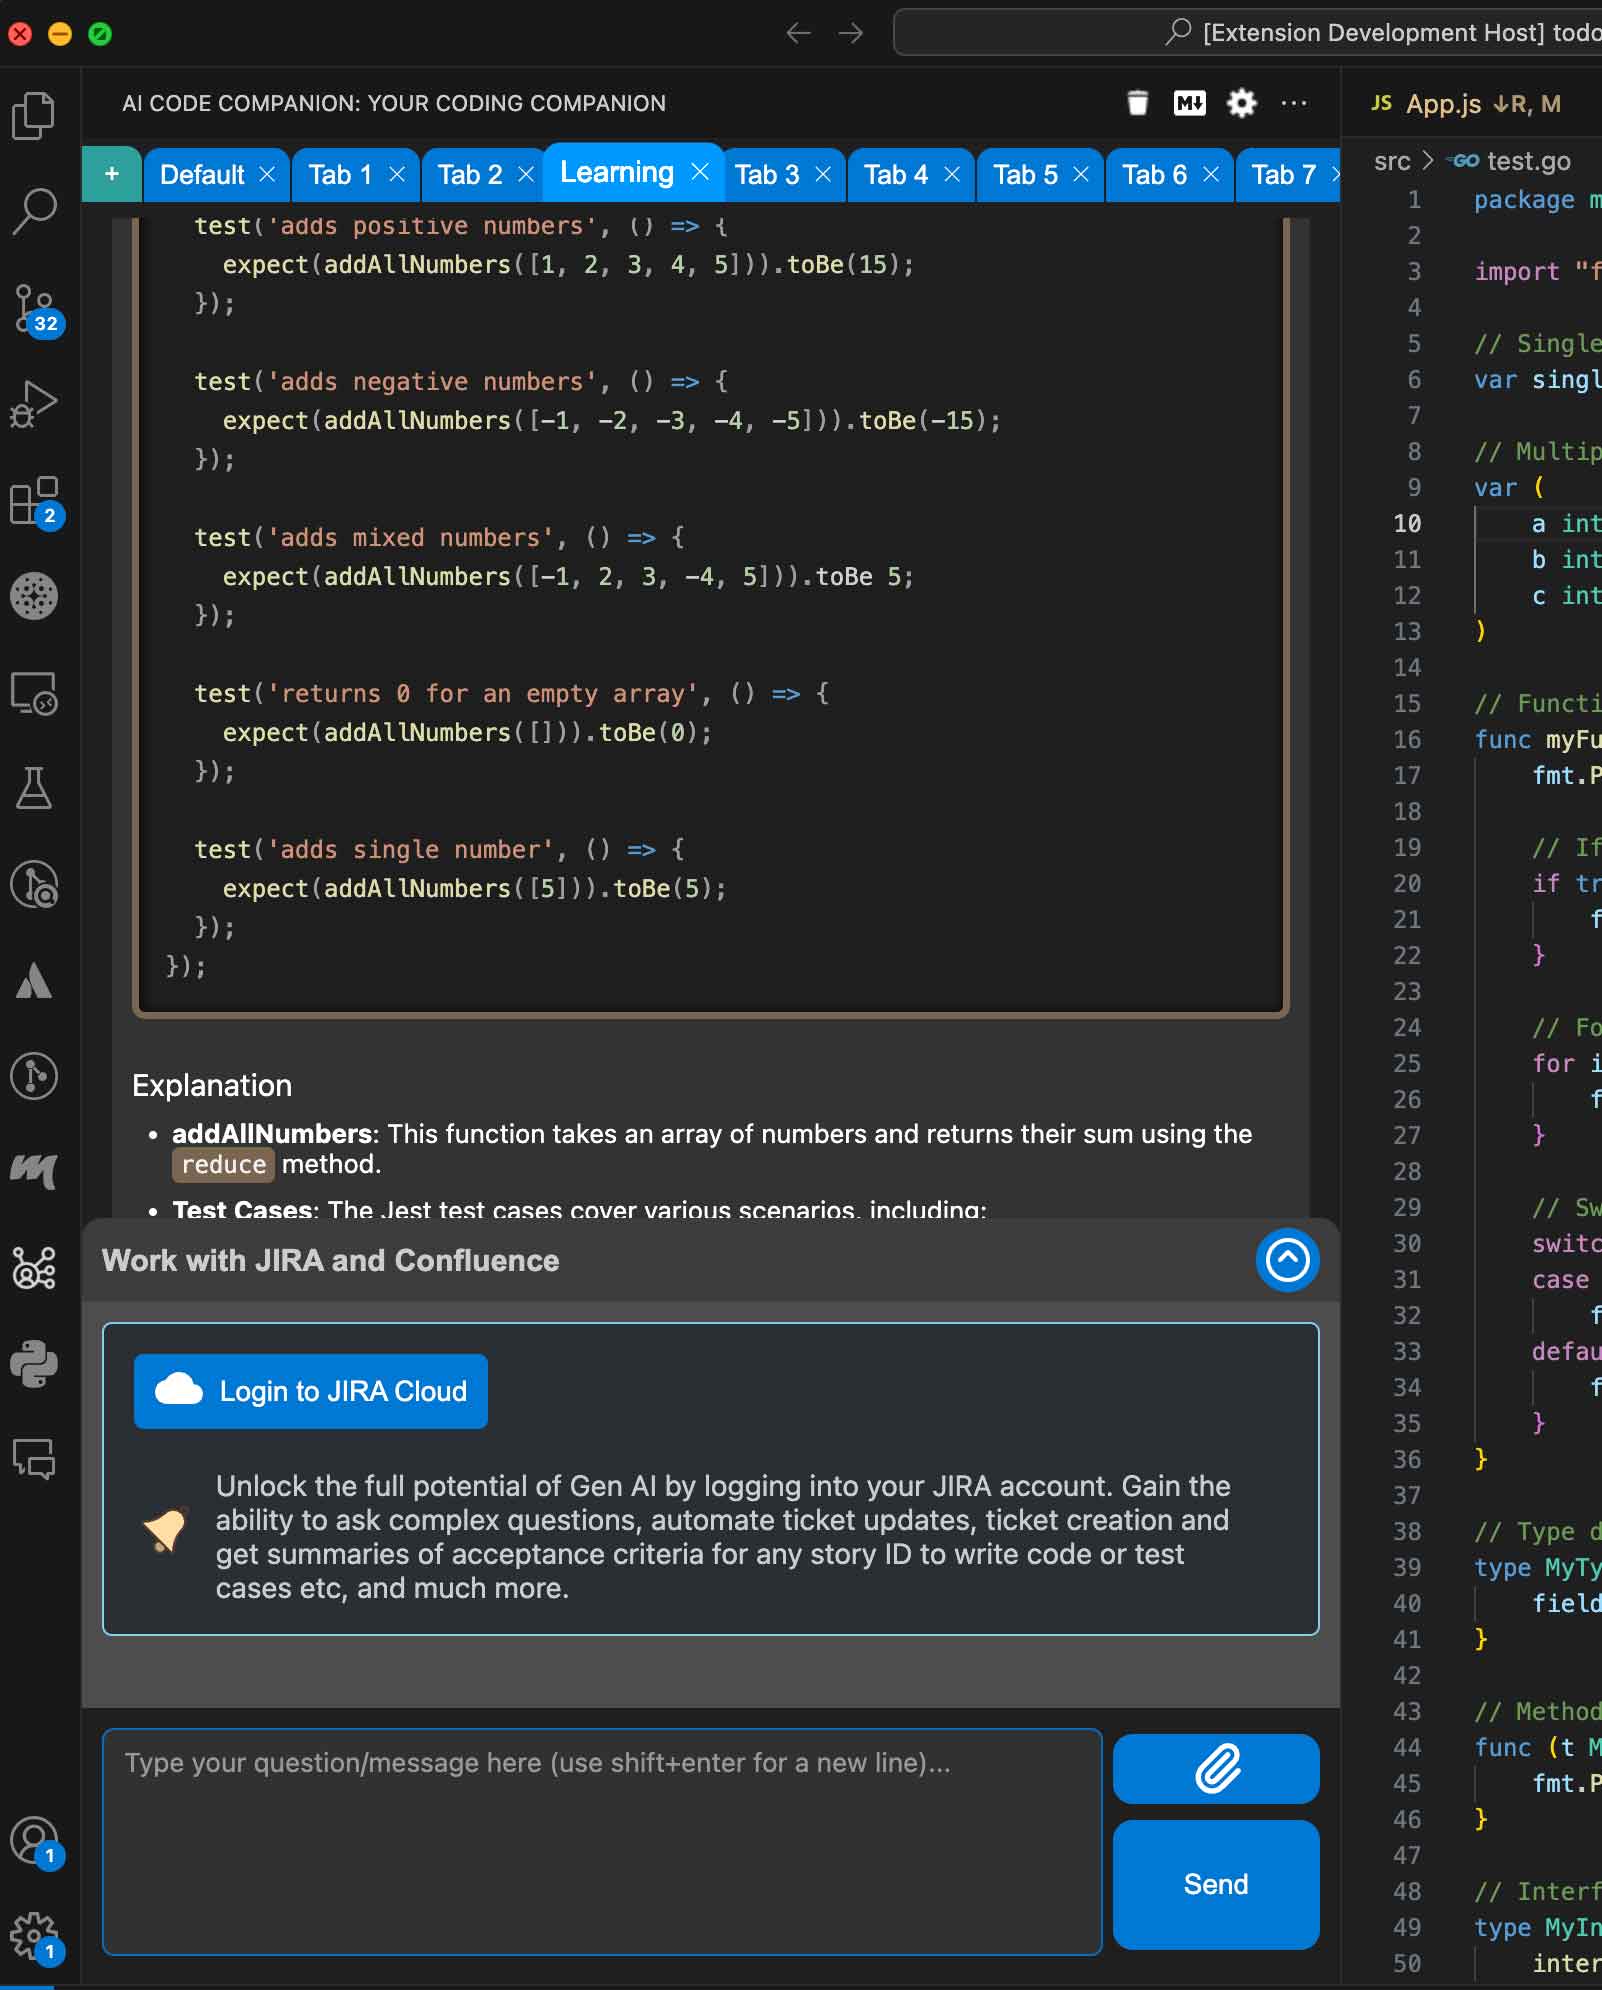 [Extension Development Host] todo
AI CODE COMPANION: YOUR CODING COMPANION
M↓
JS App.js ↓R, M
+ Default Tab 1 Tab 2 Learning Tab 3 Tab 4 Tab 5 Tab 6 Tab 7
src > GO test.go
test('adds positive numbers', () => {
expect(addAllNumbers([1, 2, 3, 4, 5])).toBe(15);
});
test('adds negative numbers', () => {
expect(addAllNumbers([-1, -2, -3, -4, -5])).toBe(-15);
});
test('adds mixed numbers', () => {
expect(addAllNumbers([-1, 2, 3, -4, 5])).toBe 5;
});
test('returns 0 for an empty array', () => {
expect(addAllNumbers([])).toBe(0);
});
test('adds single number', () => {
expect(addAllNumbers([5])).toBe(5);
});
});
Explanation
• addAllNumbers: This function takes an array of numbers and returns their sum using the
reduce method.
• Test Cases: The Jest test cases cover various scenarios, including:
Work with JIRA and Confluence
Login to JIRA Cloud
Unlock the full potential of Gen AI by logging into your JIRA account. Gain the
ability to ask complex questions, automate ticket updates, ticket creation and
get summaries of acceptance criteria for any story ID to write code or test
cases etc, and much more.
Type your question/message here (use shift+enter for a new line)...
Send
32
2
1
1
1 package m
2
3 import "f
4
5 // Single
6 var singl
7
8 // Multip
9 var (
10 a int
11 b int
12 c int
13 )
14
15 // Functi
16 func myFu
17 fmt.P
18
19 // If
20 if tr
21 f
22 }
23
24 // Fo
25 for i
26 f
27 }
28
29 // Sw
30 switc
31 case
32 f
33 defau
34 f
35 }
36 }
37
38 // Type d
39 type MyTy
40 field
41 }
42
43 // Method
44 func (t M
45 fmt.P
46 }
47
48 // Interf
49 type MyIn
50 inter